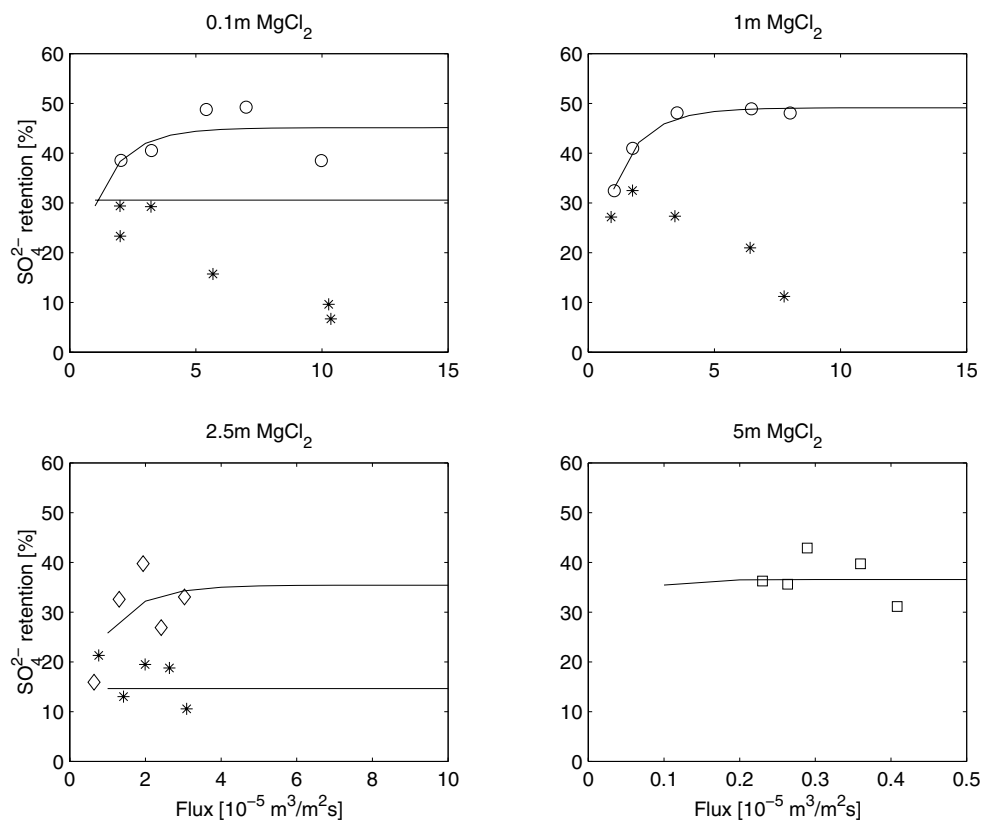 0.1m MgCl₂
1m MgCl₂
60
50
40
30
20
10
0
SO₄²⁻ retention [%]
0 5 10 15
60
50
40
30
20
10
0
0 5 10 15
2.5m MgCl₂
5m MgCl₂
60
50
40
30
20
10
0
SO₄²⁻ retention [%]
0 2 4 6 8 10
Flux [10⁻⁵ m³/m²s]
60
50
40
30
20
10
0
0 0.1 0.2 0.3 0.4 0.5
Flux [10⁻⁵ m³/m²s]